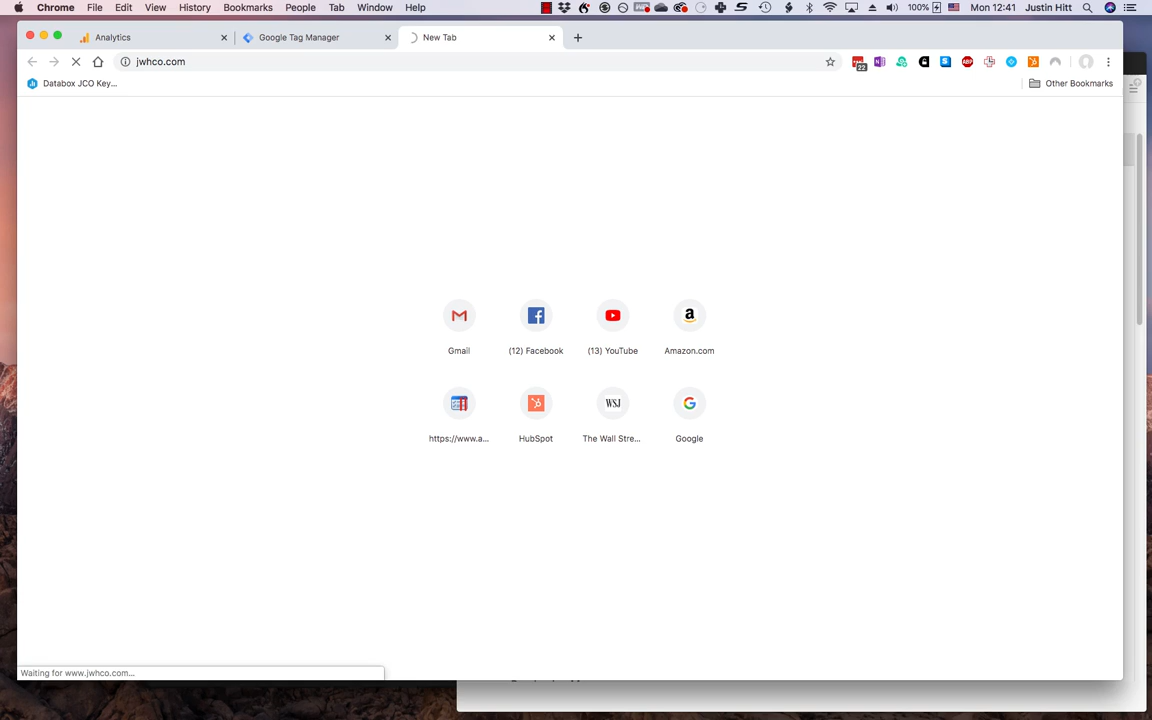 Chrome File Edit View History Bookmarks People Tab Window Help 100% Mon 12:41 Justin Hitt
Analytics Google Tag Manager New Tab
jwhco.com 22
Databox JCO Key... Other Bookmarks
Gmail (12) Facebook (13) YouTube Amazon.com
WSJ
https://www.a... HubSpot The Wall Stre... Google
Waiting for www.jwhco.com...